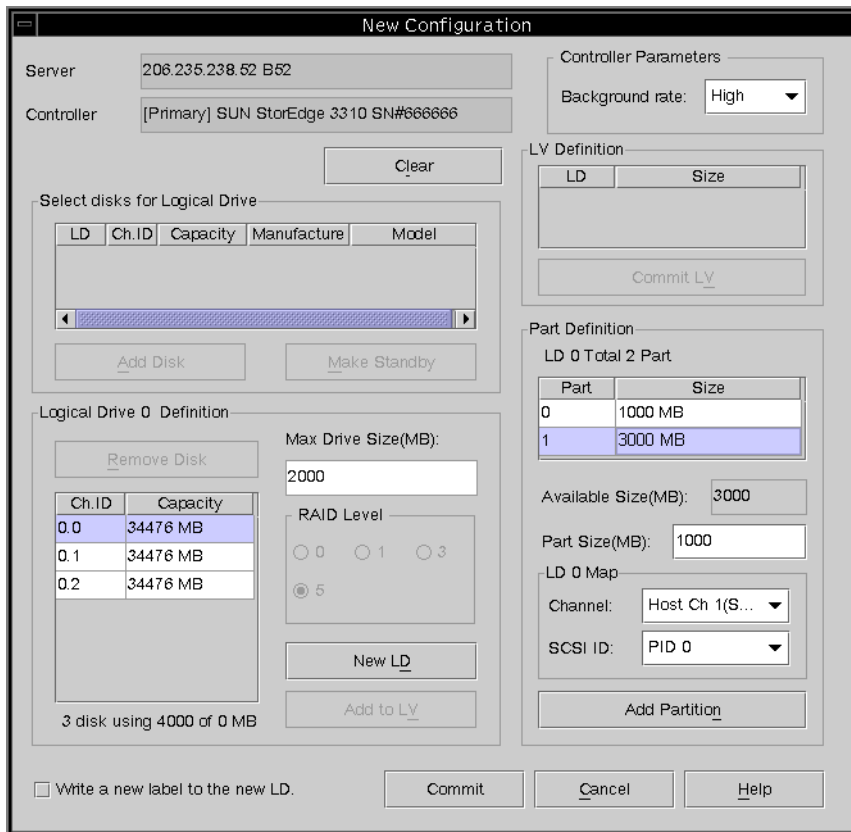 New Configuration
Server
206.235.238.52 B52
Controller
[Primary] SUN StorEdge 3310 SN#666666
Clear
Controller Parameters
Background rate:
High
Select disks for Logical Drive
LD Ch.ID Capacity Manufacture Model
Add Disk
Make Standby
LV Definition
LD Size
Commit LV
Logical Drive 0 Definition
Remove Disk
Ch.ID Capacity
0.0 34476 MB
0.1 34476 MB
0.2 34476 MB
3 disk using 4000 of 0 MB
Max Drive Size(MB):
2000
RAID Level
0 1 3
5
New LD
Add to LV
Part Definition
LD 0 Total 2 Part
Part Size
0 1000 MB
1 3000 MB
Available Size(MB): 3000
Part Size(MB): 1000
LD 0 Map
Channel: Host Ch 1(S...
SCSI ID: PID 0
Add Partition
Write a new label to the new LD.
Commit
Cancel
Help